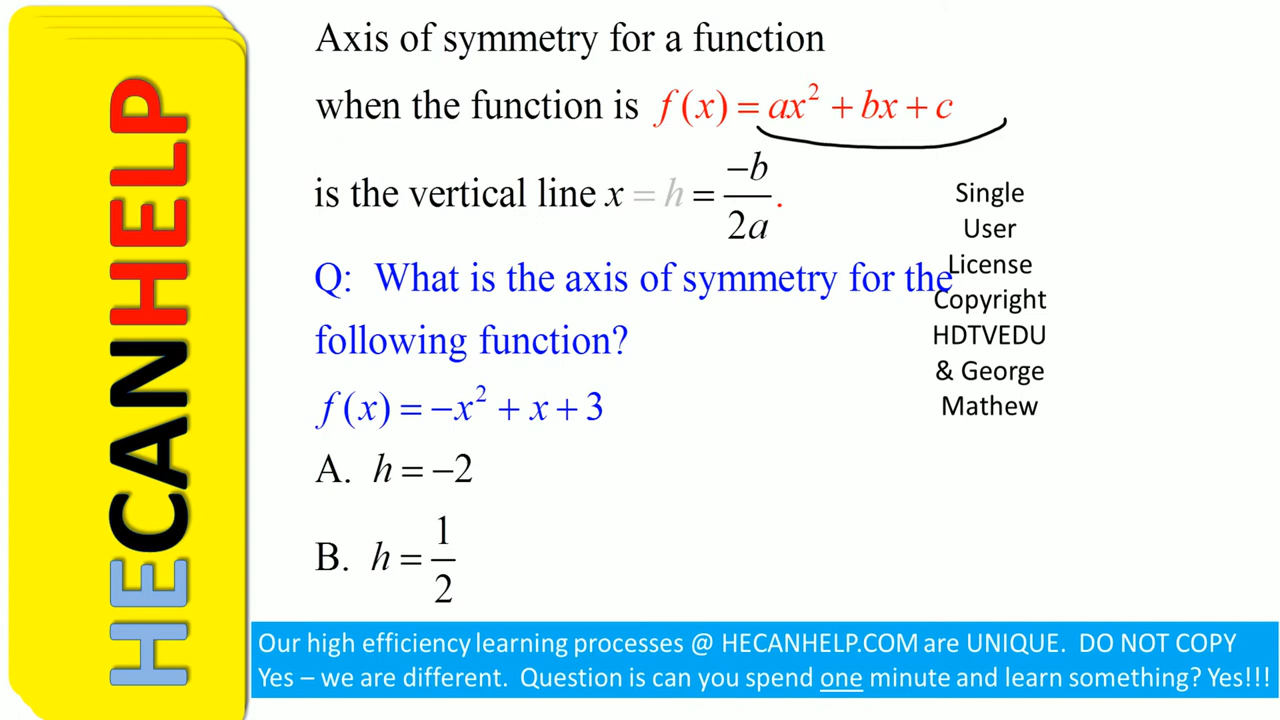 HECANHELP
Axis of symmetry for a function
when the function is f(x) = ax² + bx + c
is the vertical line x = h = -b/2a.
Q: What is the axis of symmetry for the
following function?
f(x) = -x² + x + 3
A. h = -2
B. h = 1/2
Single
User
License
Copyright
HDTVEDU
& George
Mathew
Our high efficiency learning processes @ HECANHELP.COM are UNIQUE. DO NOT COPY
Yes – we are different. Question is can you spend one minute and learn something? Yes!!!